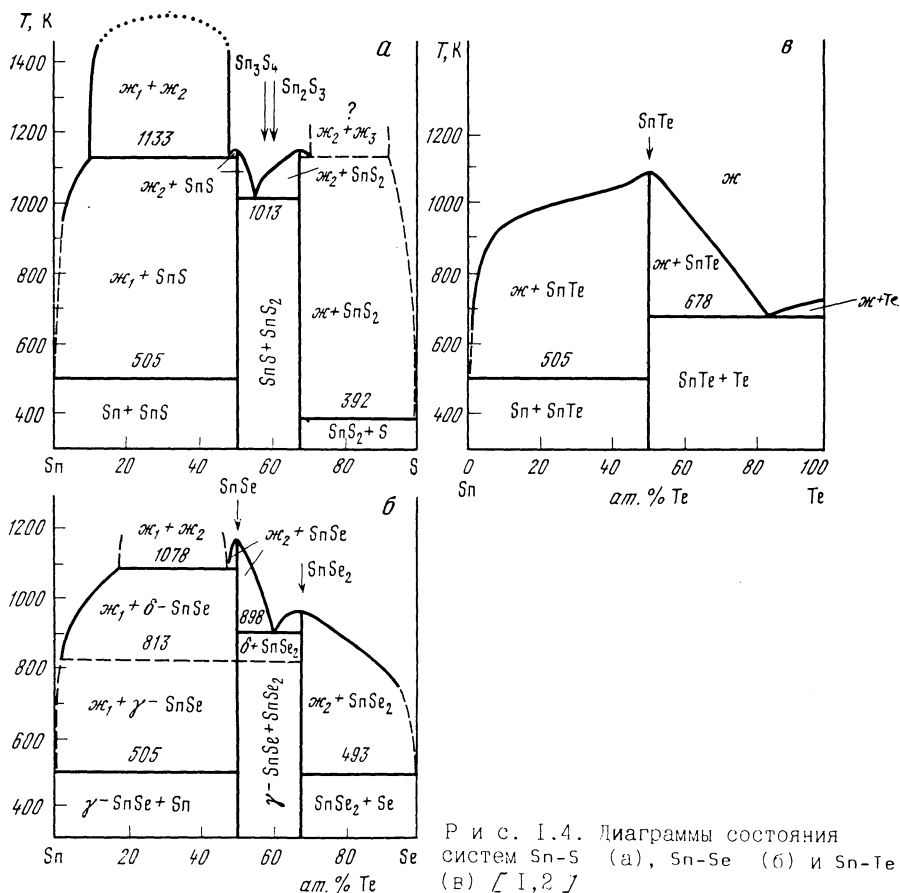 T, К
а
1400
1200
1000
800
600
400
ж₁ + ж₂
1133
Sn₃S₄
Sn₂S₃
?
ж₂ + ж₃
ж₂ + SnS
ж₂ + SnS₂
1013
ж₁ + SnS
SnS + SnS₂
ж + SnS₂
505
392
Sn + SnS
SnS₂ + S
Sn 20 40 60 80 S
T, К
в
1400
1200
1000
800
600
400
SnTe
ж
ж + SnTe
ж + SnTe
678
ж + Te
505
SnTe + Te
Sn + SnTe
0 20 40 60 80 100
Sn ат. % Te Te
SnSe
б
1200
1000
800
600
400
ж₁ + ж₂
1078
ж₂ + SnSe
SnSe₂
ж₁ + δ - SnSe
898
δ + SnSe₂
813
ж₁ + γ - SnSe
γ - SnSe + SnSe₂
ж₂ + SnSe₂
505
493
γ - SnSe + Sn
SnSe₂ + Se
Sn 20 40 60 80 Se
ат. % Te
Р и с. I.4. Диаграммы состояния
систем Sn-S (а), Sn-Se (б) и Sn-Te
(в) [ I,2 ]